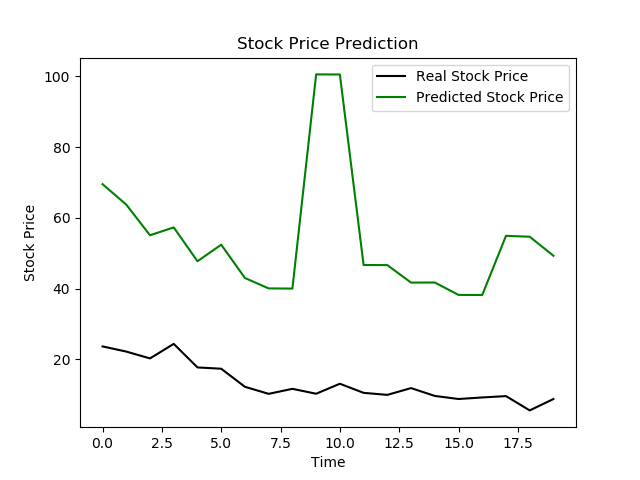 Stock Price Prediction
Real Stock Price
Predicted Stock Price
Stock Price
100
80
60
40
20
0.0 2.5 5.0 7.5 10.0 12.5 15.0 17.5
Time